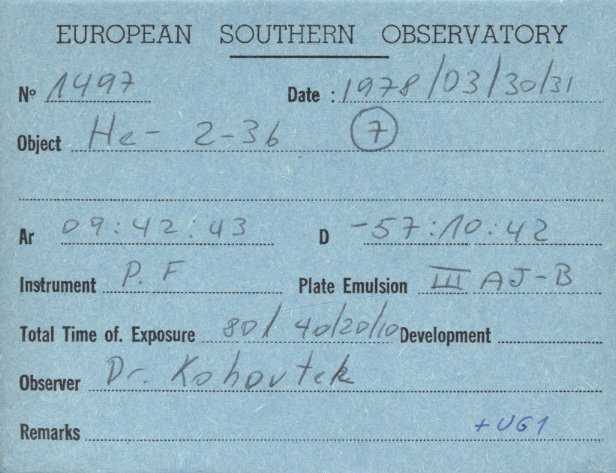 EUROPEAN SOUTHERN OBSERVATORY
Nº 1497 Date : 1978/03/30/31
Object He- 2-36 7
Ar 09:42:43 D -57:10:42
Instrument P.F Plate Emulsion III AJ-B
Total Time of. Exposure 80/ 40/20/10 Development
Observer Dr. Kohoutek
Remarks +UG1